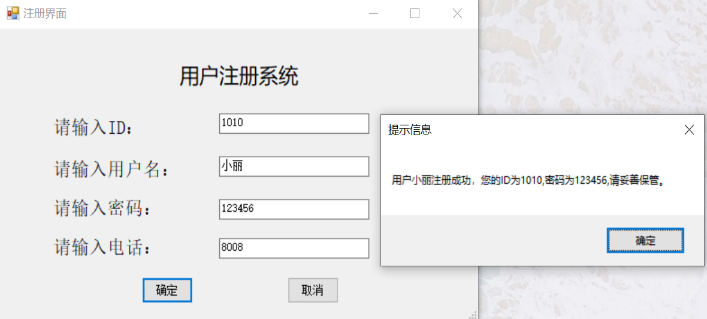 注册界面
用户注册系统
请输入ID: 1010
请输入用户名: 小丽
请输入密码: 123456
请输入电话: 8008
确定 取消
提示信息
用户小丽注册成功，您的ID为1010,密码为123456,请妥善保管。
确定